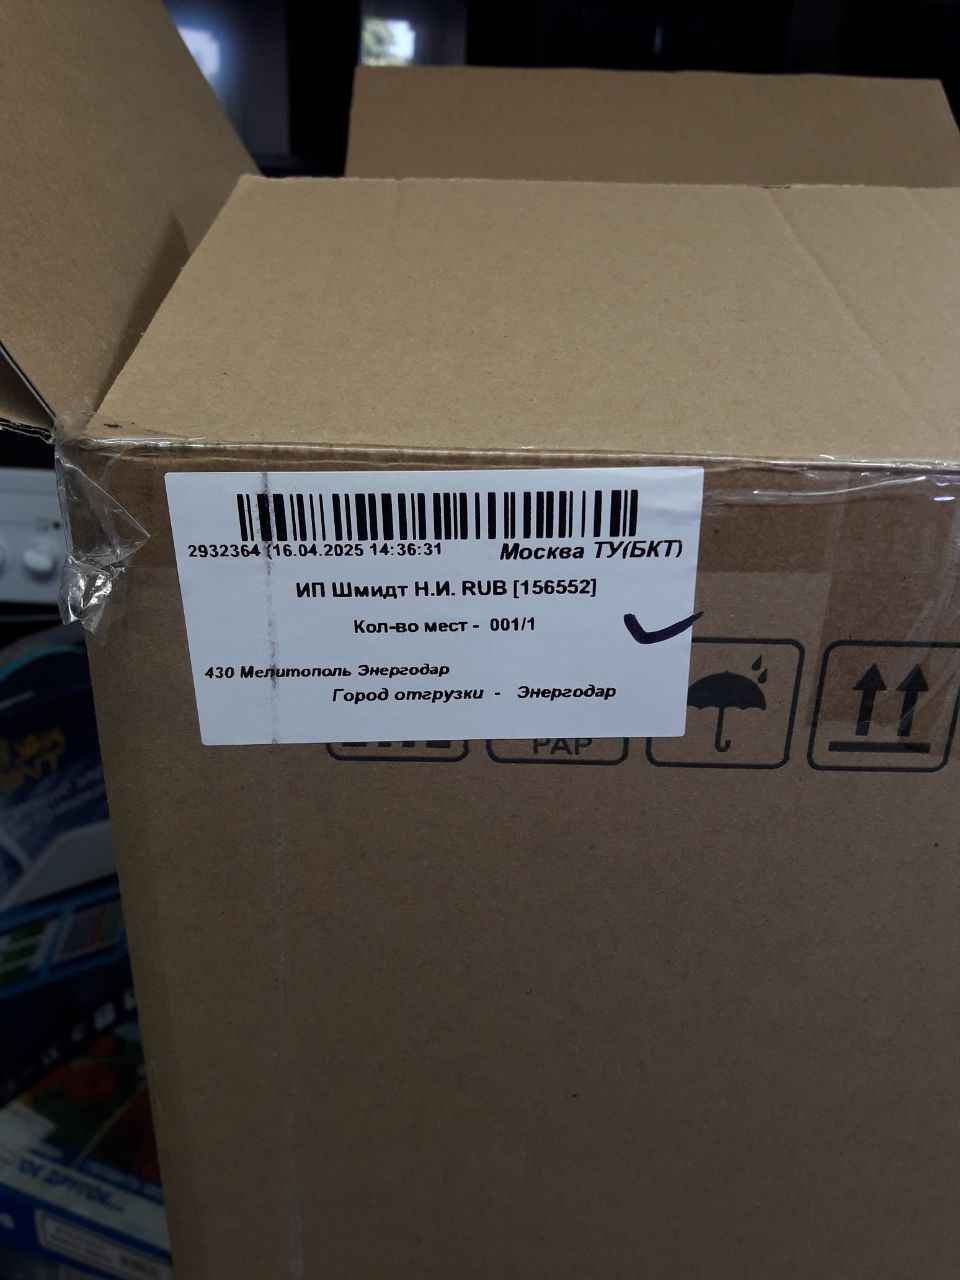 2932364 (16.04.2025 14:36:31 Москва ТУ(БКТ)
ИП Шмидт Н.И. RUB [156552]
Кол-во мест - 001/1
430 Мелитополь Энергодар
Город отгрузки - Энергодар
PAP